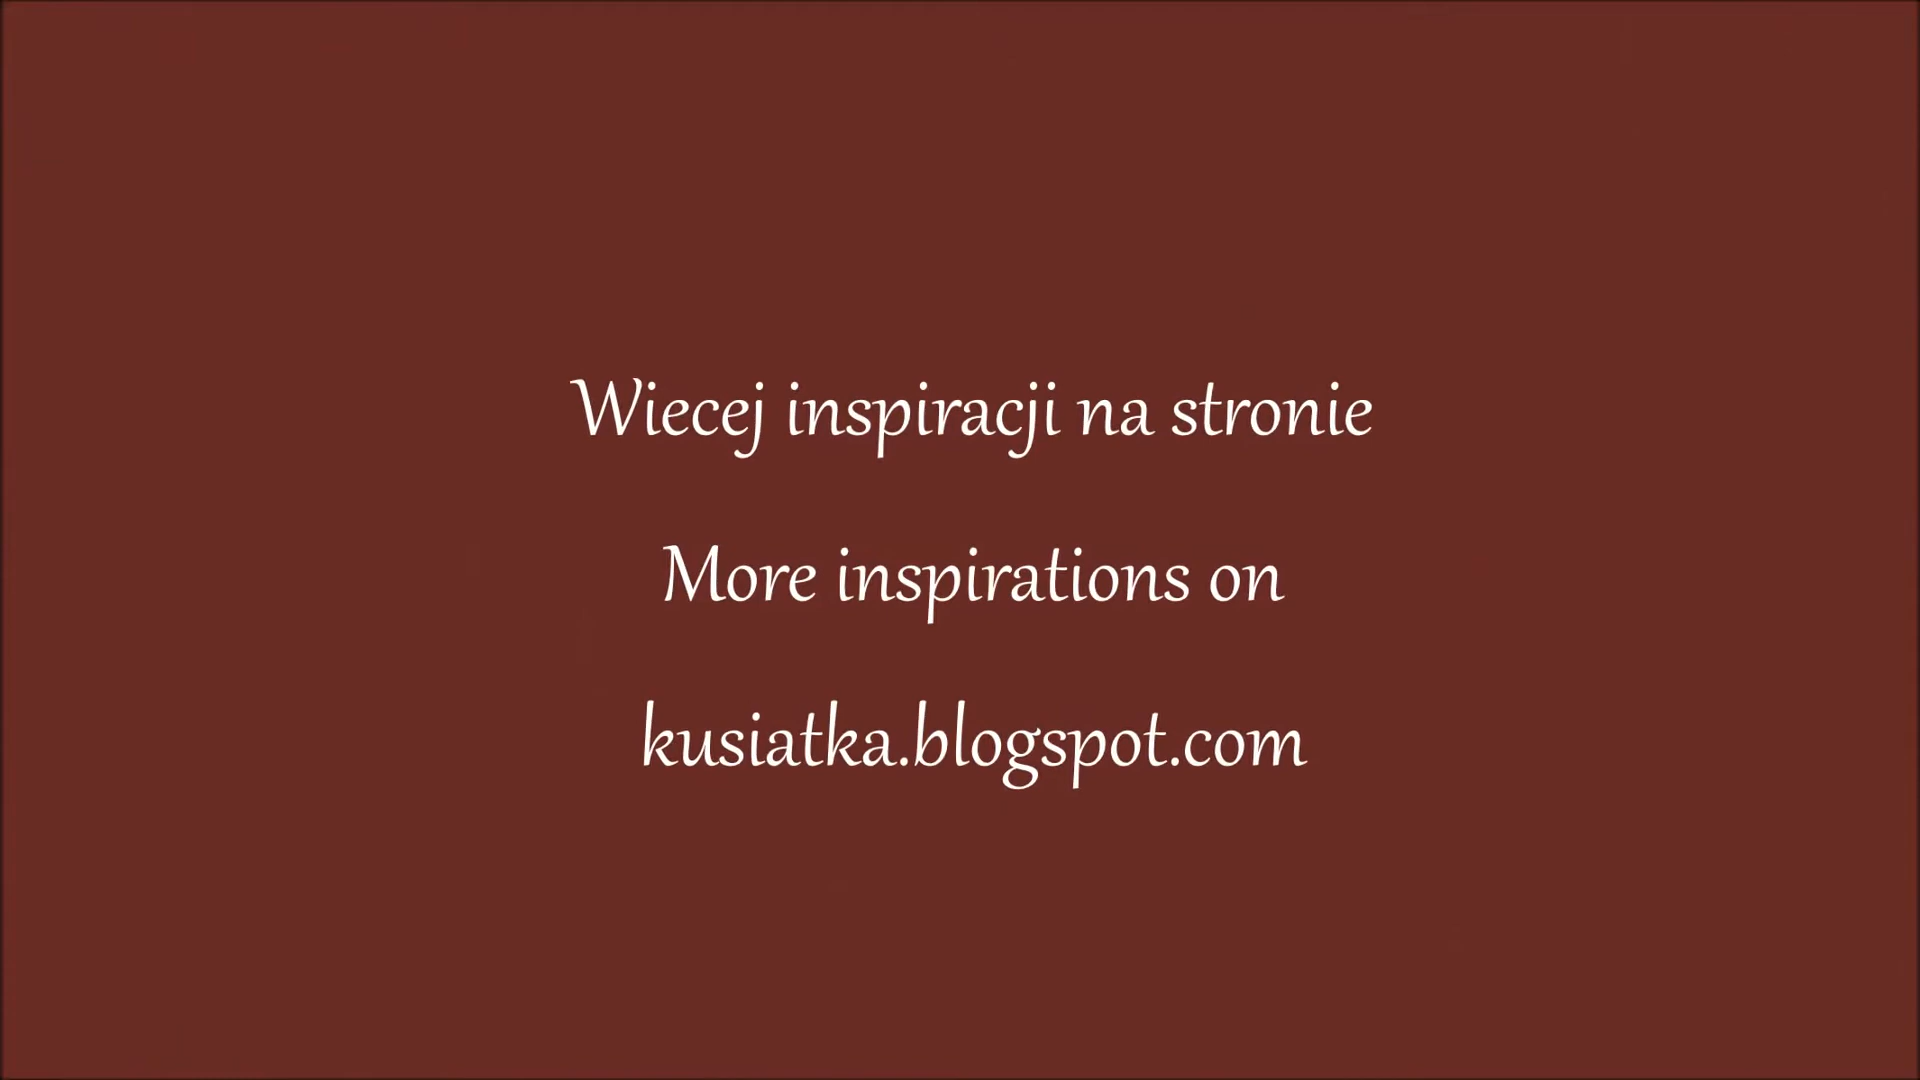 Wiecej inspiracji na stronie
More inspirations on
kusiatka.blogspot.com